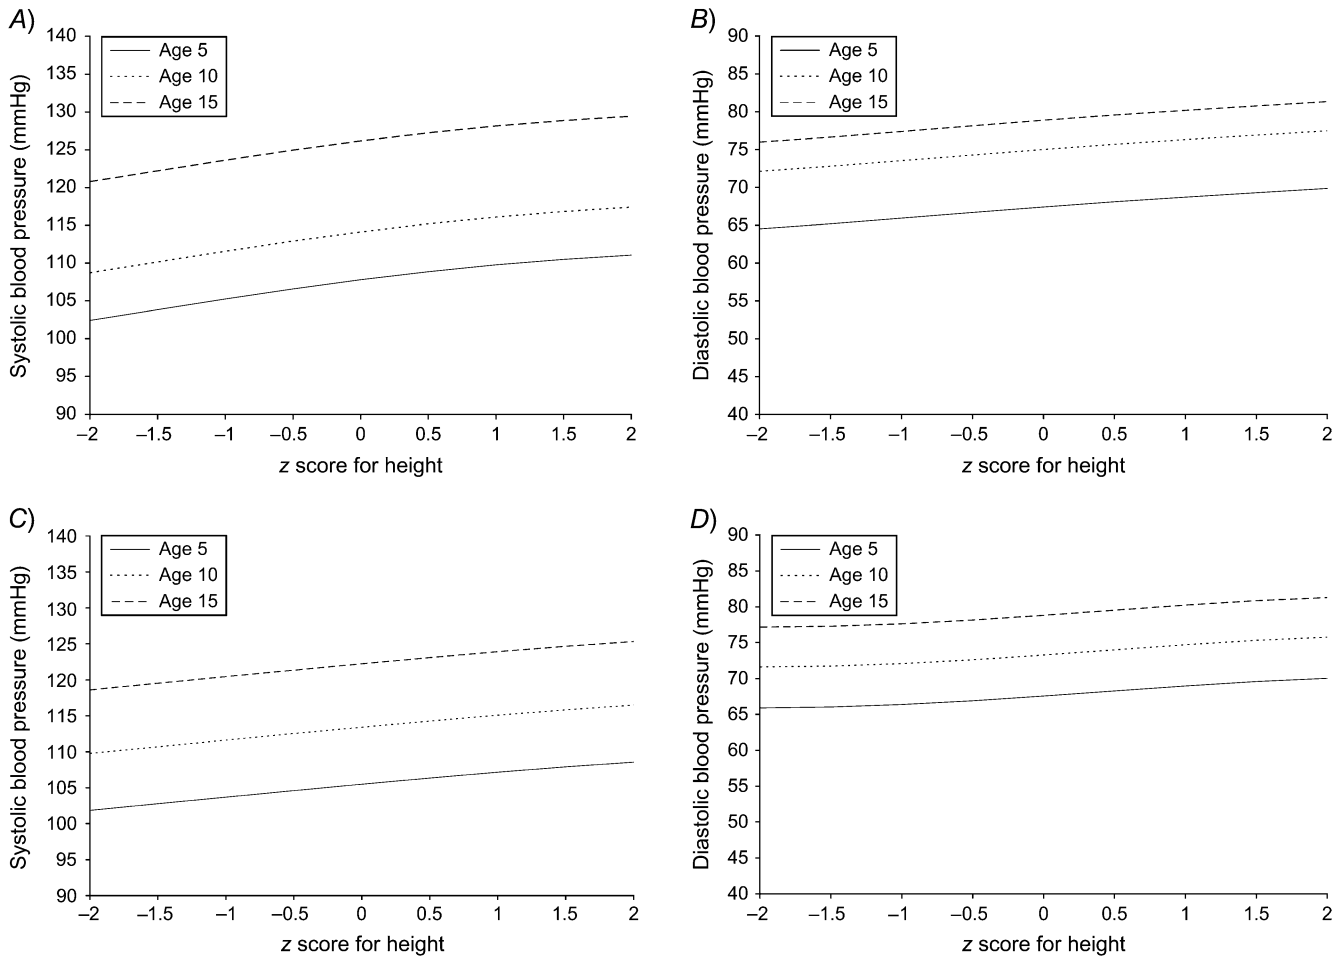 A)
Systolic blood pressure (mmHg)
140
135
130
125
120
115
110
105
100
95
90
Age 5
Age 10
Age 15
–2 –1.5 –1 –0.5 0 0.5 1 1.5 2
z score for height
B)
Diastolic blood pressure (mmHg)
90
85
80
75
70
65
60
55
50
45
40
Age 5
Age 10
Age 15
–2 –1.5 –1 –0.5 0 0.5 1 1.5 2
z score for height
C)
Systolic blood pressure (mmHg)
140
135
130
125
120
115
110
105
100
95
90
Age 5
Age 10
Age 15
–2 –1.5 –1 –0.5 0 0.5 1 1.5 2
z score for height
D)
Diastolic blood pressure (mmHg)
90
85
80
75
70
65
60
55
50
45
40
Age 5
Age 10
Age 15
–2 –1.5 –1 –0.5 0 0.5 1 1.5 2
z score for height